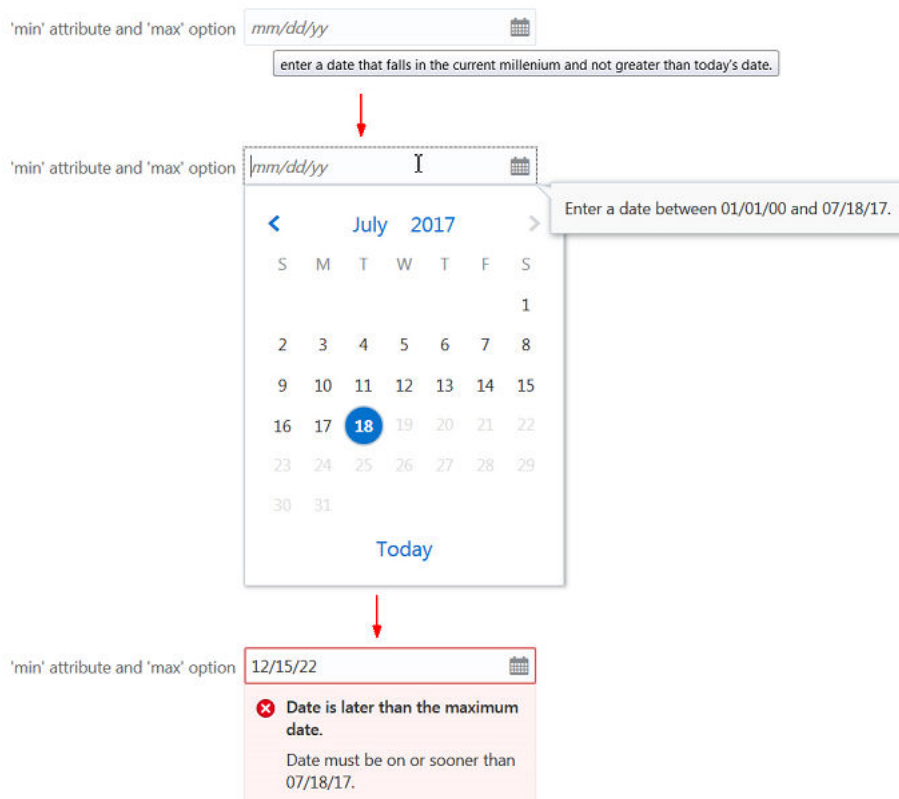 'min' attribute and 'max' option mm/dd/yy
enter a date that falls in the current millenium and not greater than today's date.
'min' attribute and 'max' option mm/dd/yy
Enter a date between 01/01/00 and 07/18/17.
July 2017
S M T W T F S
1
2 3 4 5 6 7 8
9 10 11 12 13 14 15
16 17 18 19 20 21 22
23 24 25 26 27 28 29
30 31
Today
'min' attribute and 'max' option 12/15/22
Date is later than the maximum
date.
Date must be on or sooner than
07/18/17.